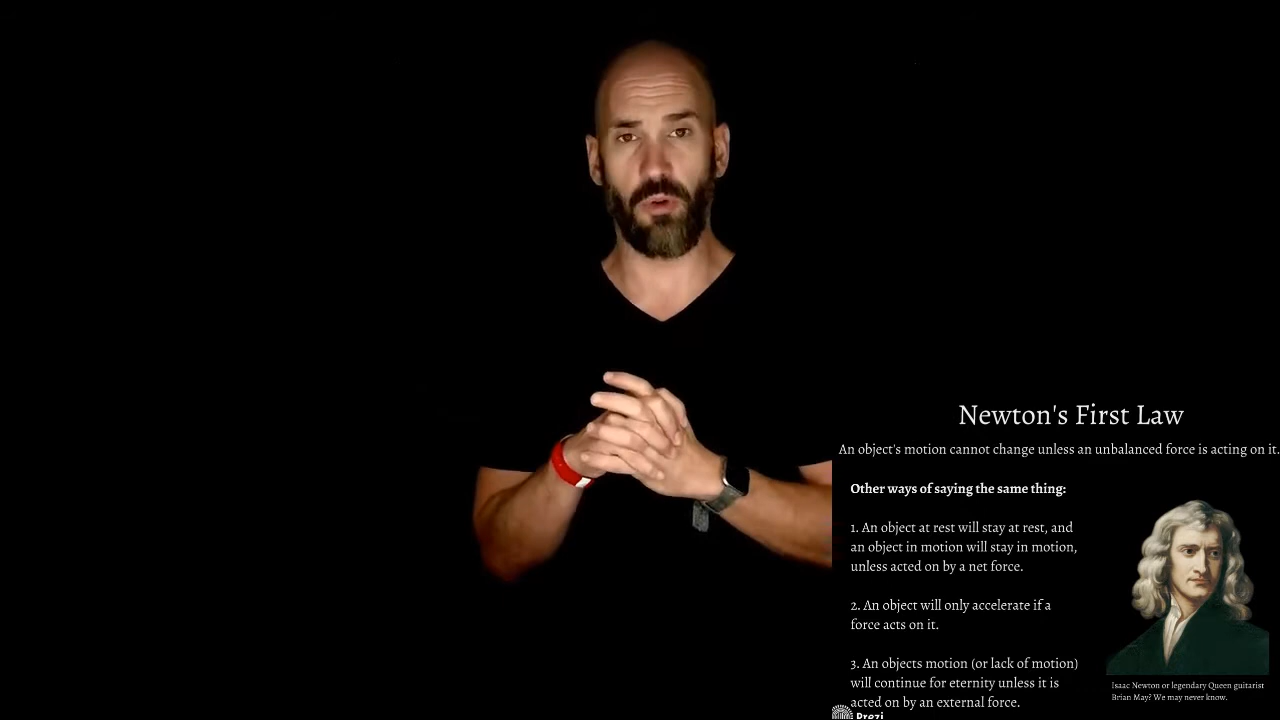 Newton's First Law
An object's motion cannot change unless an unbalanced force is acting on it.
Other ways of saying the same thing:
1. An object at rest will stay at rest, and
an object in motion will stay in motion,
unless acted on by a net force.
2. An object will only accelerate if a
force acts on it.
3. An objects motion (or lack of motion)
will continue for eternity unless it is
acted on by an external force.
Isaac Newton or legendary Queen guitarist
Brian May? We may never know.
Prezi